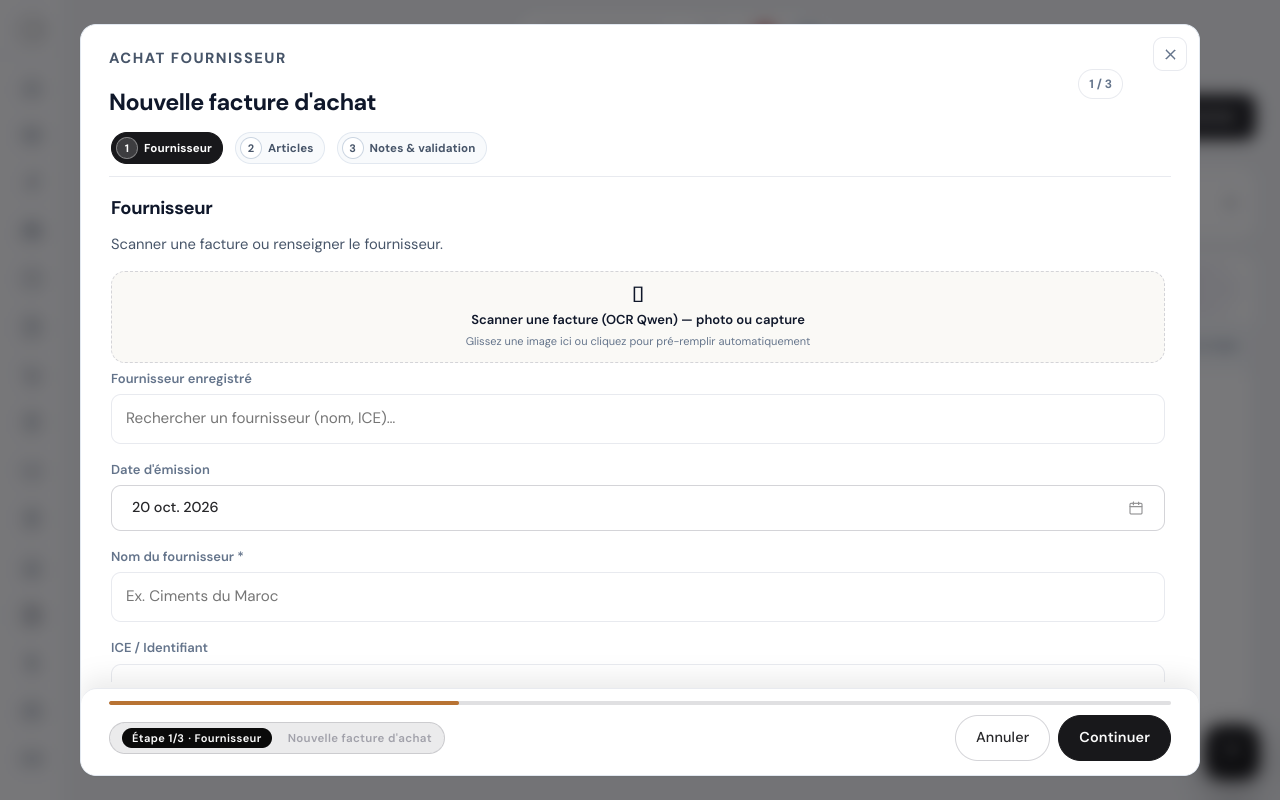 ACHAT FOURNISSEUR
1 / 3
Nouvelle facture d'achat
1 Fournisseur
2 Articles
3 Notes & validation
Fournisseur
Scanner une facture ou renseigner le fournisseur.
Scanner une facture (OCR Qwen) — photo ou capture
Glissez une image ici ou cliquez pour pré-remplir automatiquement
Fournisseur enregistré
Rechercher un fournisseur (nom, ICE)...
Date d'émission
20 oct. 2026
Nom du fournisseur *
Ex. Ciments du Maroc
ICE / Identifiant
Étape 1/3 · Fournisseur
Nouvelle facture d'achat
Annuler
Continuer